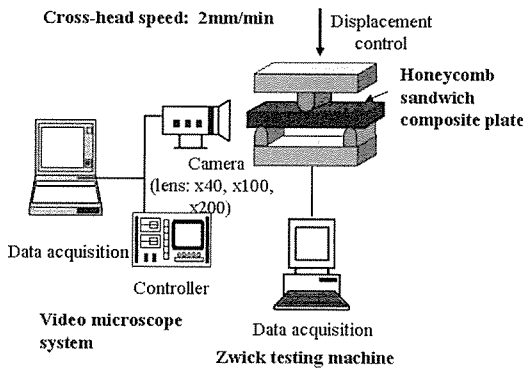 Cross-head speed: 2mm/min
Displacement
control
Honeycomb
sandwich
composite plate
Camera
(lens: x40, x100,
x200)
Data acquisition
Controller
Video microscope
system
Data acquisition
Zwick testing machine